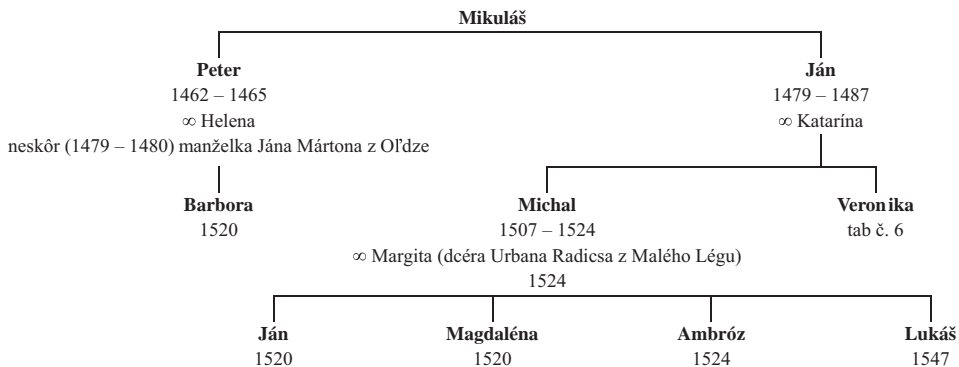 Mikuláš
Peter
1462 – 1465
∞ Helena
neskôr (1479 – 1480) manželka Jána Mártona z Oľdze
Ján
1479 – 1487
∞ Katarína
Barbora
1520
Michal
1507 – 1524
∞ Margita (dcéra Urbana Radicsa z Malého Légu)
1524
Veronika
tab č. 6
Ján
1520
Magdaléna
1520
Ambróz
1524
Lukáš
1547